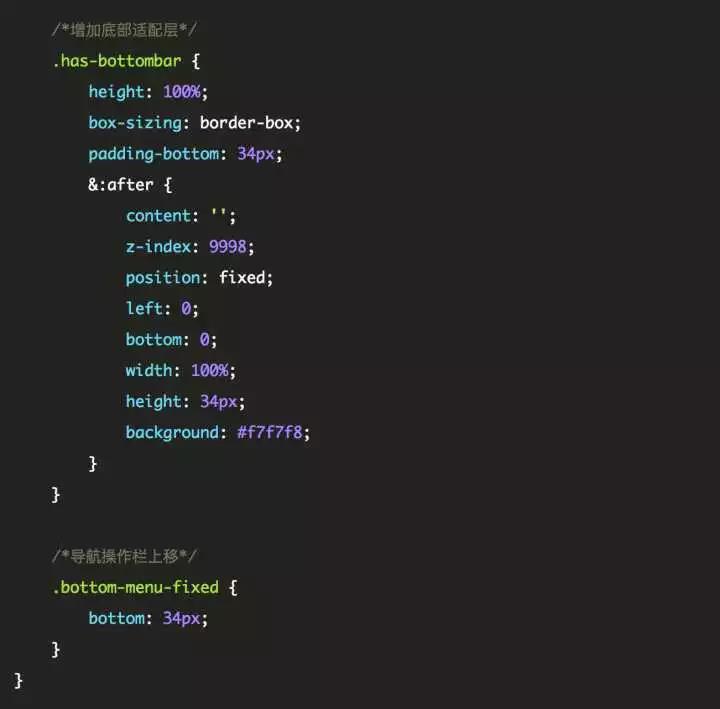 /*增加底部适配层*/
.has-bottombar {
height: 100%;
box-sizing: border-box;
padding-bottom: 34px;
&:after {
content: '';
z-index: 9998;
position: fixed;
left: 0;
bottom: 0;
width: 100%;
height: 34px;
background: #f7f7f8;
}
}
/*导航操作栏上移*/
.bottom-menu-fixed {
bottom: 34px;
}
}